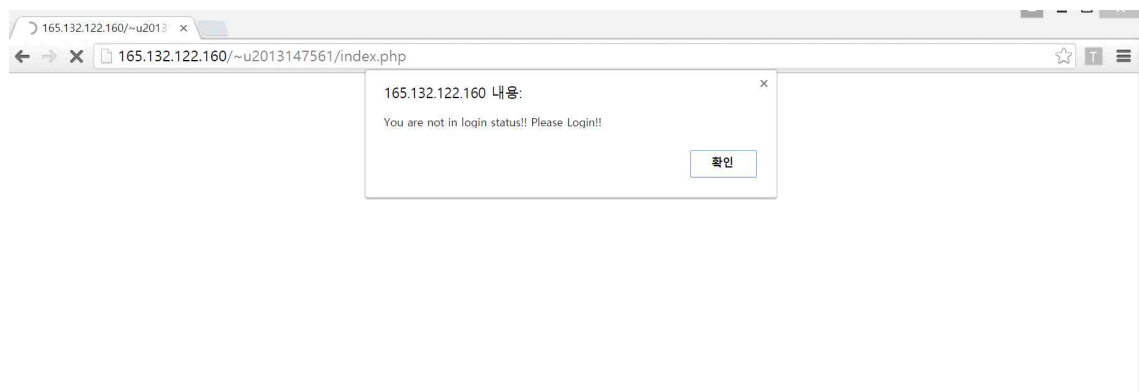 165.132.122.160/~u2013
165.132.122.160/~u2013147561/index.php
T
165.132.122.160 내용:
You are not in login status!! Please Login!!
확인